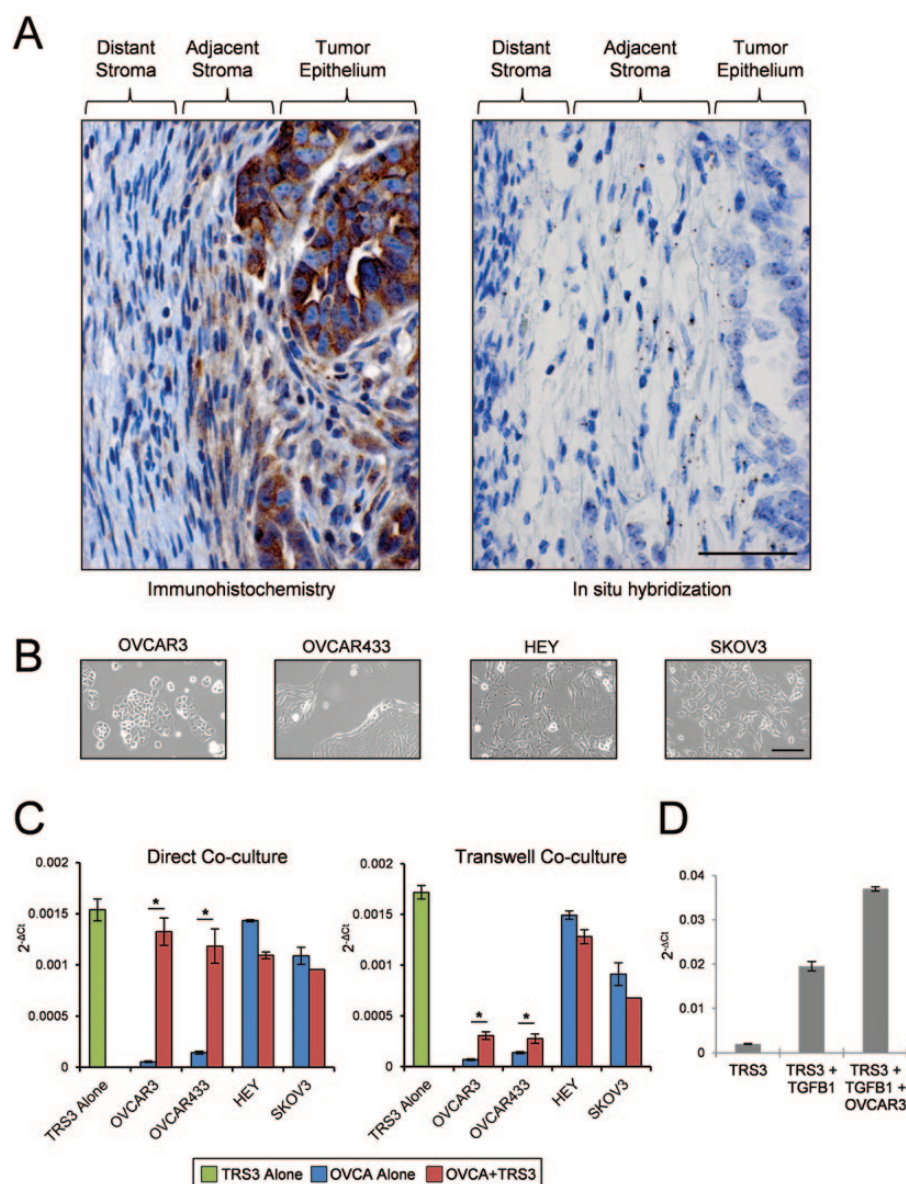 A
Distant Stroma
Adjacent Stroma
Tumor Epithelium
Distant Stroma
Adjacent Stroma
Tumor Epithelium
Immunohistochemistry
In situ hybridization
B
OVCAR3
OVCAR433
HEY
SKOV3
C
Direct Co-culture
2-ΔCt
0.002
0.0015
0.001
0.0005
0
*
*
TRS3 Alone
OVCAR3
OVCAR433
HEY
SKOV3
Transwell Co-culture
2-ΔCt
0.002
0.0015
0.001
0.0005
0
*
*
TRS3 Alone
OVCAR3
OVCAR433
HEY
SKOV3
TRS3 Alone
OVCA Alone
OVCA+TRS3
D
2-ΔCt
0.04
0.03
0.02
0.01
0
TRS3
TRS3 + TGFB1
TRS3 + TGFB1 + OVCAR3